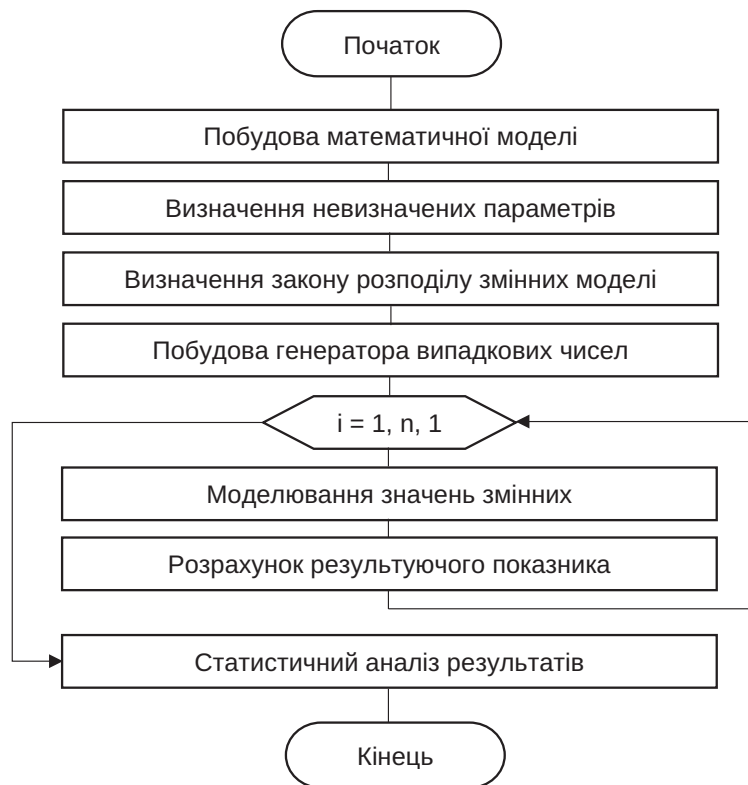 Початок
Побудова математичної моделі
Визначення невизначених параметрів
Визначення закону розподілу змінних моделі
Побудова генератора випадкових чисел
i = 1, n, 1
Моделювання значень змінних
Розрахунок результуючого показника
Статистичний аналіз результатів
Кінець